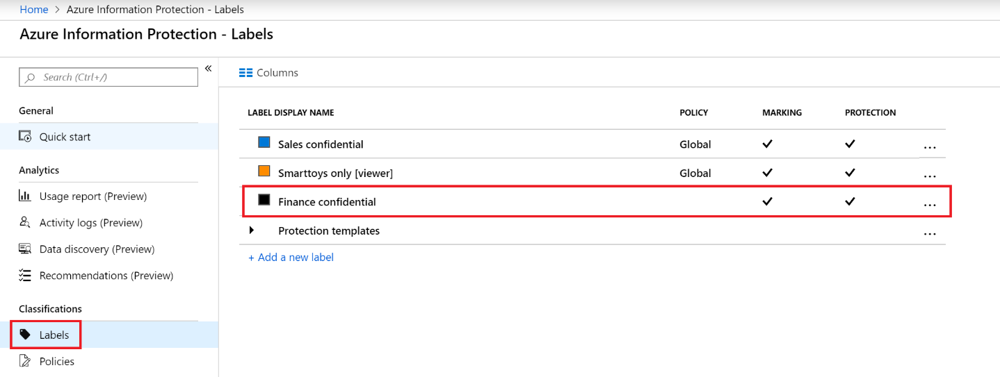 Home > Azure Information Protection - Labels
Azure Information Protection - Labels
Search (Ctrl+/)
«
General
Quick start
Analytics
Usage report (Preview)
Activity logs (Preview)
Data discovery (Preview)
Recommendations (Preview)
Classifications
Labels
Policies
Columns
LABEL DISPLAY NAME POLICY MARKING PROTECTION
Sales confidential Global ✓ ✓ ...
Smarttoys only [viewer] Global ✓ ✓ ...
Finance confidential ✓ ✓ ...
Protection templates ...
+ Add a new label